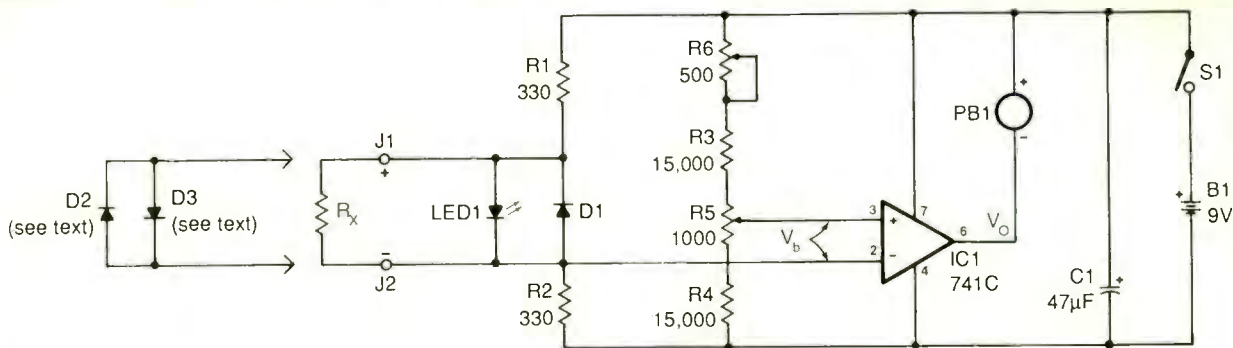 R1
330
R6
500
S1
PB1
+
-
J1
+
R3
15,000
D2
(see text)
D3
(see text)
Rx
LED1
D1
R5
1000
Vb
3
+
7
2
-
4
6
VO
IC1
741C
+
B1
9V
-
J2
R2
330
R4
15,000
C1
47µF
+